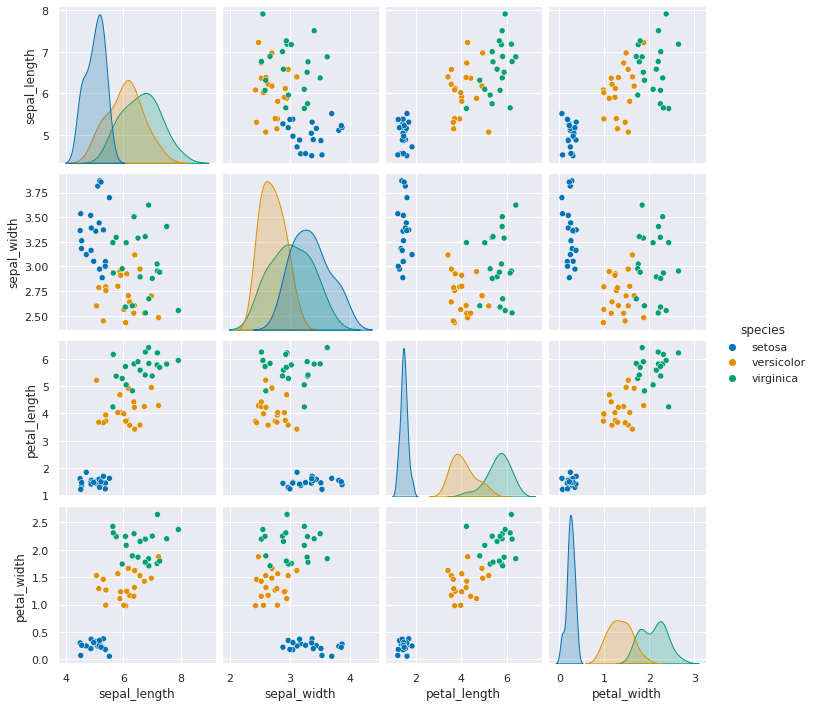 8
7
6
5
sepal_length
3.75
3.50
3.25
3.00
2.75
2.50
sepal_width
6
5
4
3
2
1
petal_length
2.5
2.0
1.5
1.0
0.5
0.0
petal_width
4 6 8
sepal_length
2 3 4
sepal_width
2 4 6
petal_length
0 1 2 3
petal_width
species
setosa
versicolor
virginica